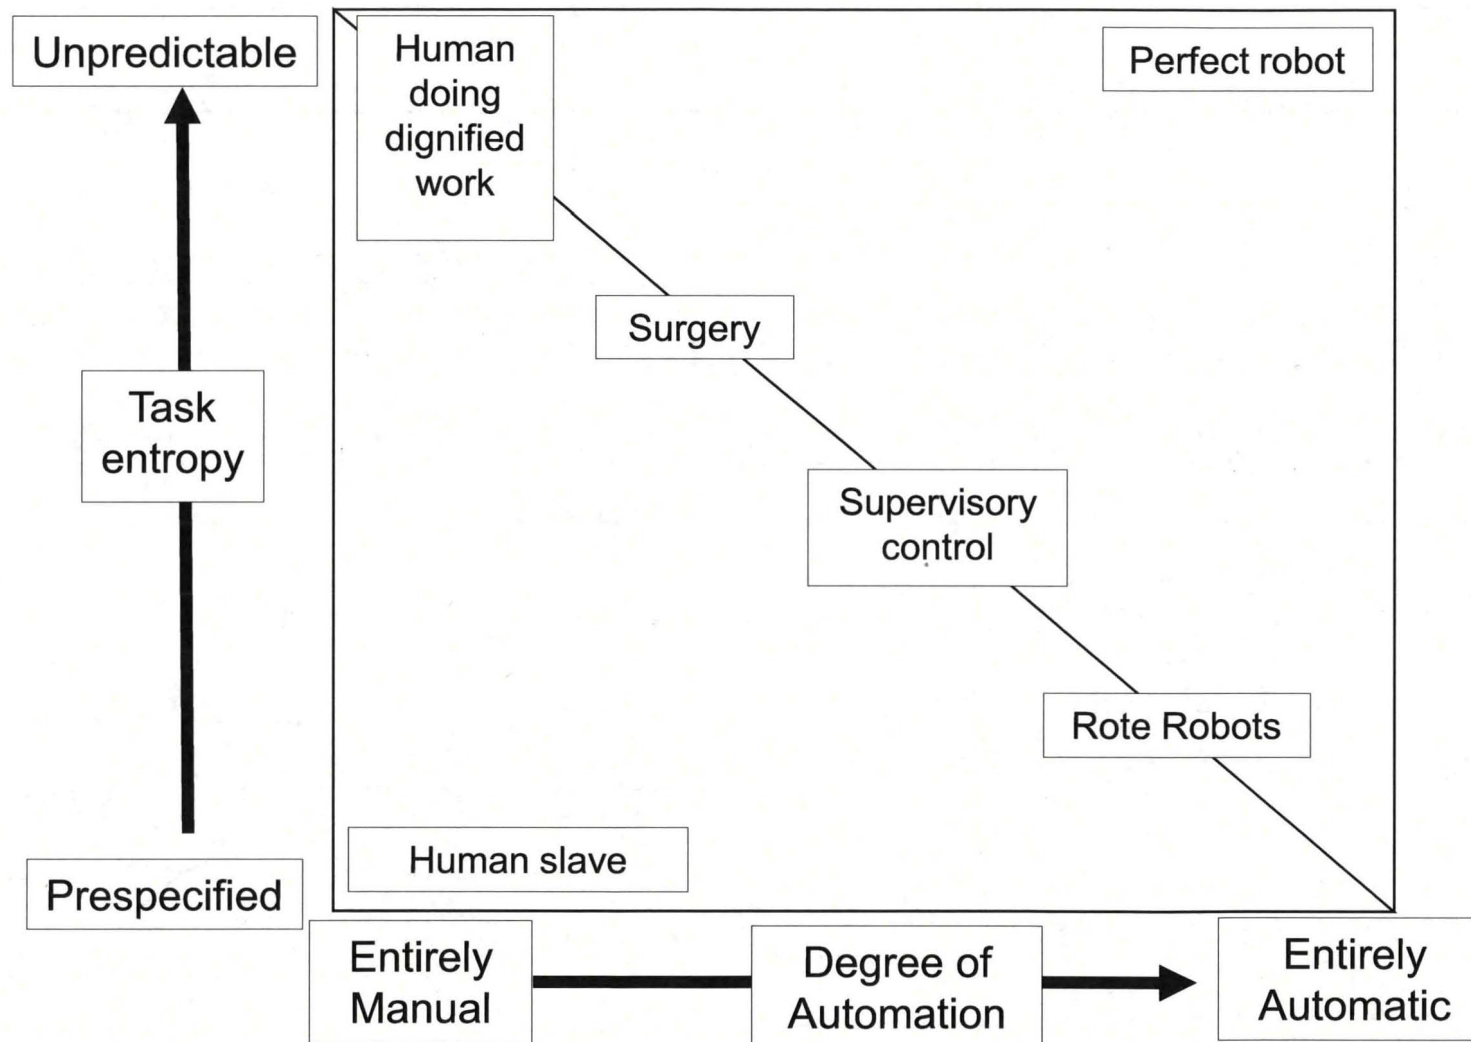 Unpredictable
Human
doing
dignified
work
Perfect robot
Surgery
Task
entropy
Supervisory
control
Rote Robots
Human slave
Prespecified
Entirely
Manual
Degree of
Automation
Entirely
Automatic